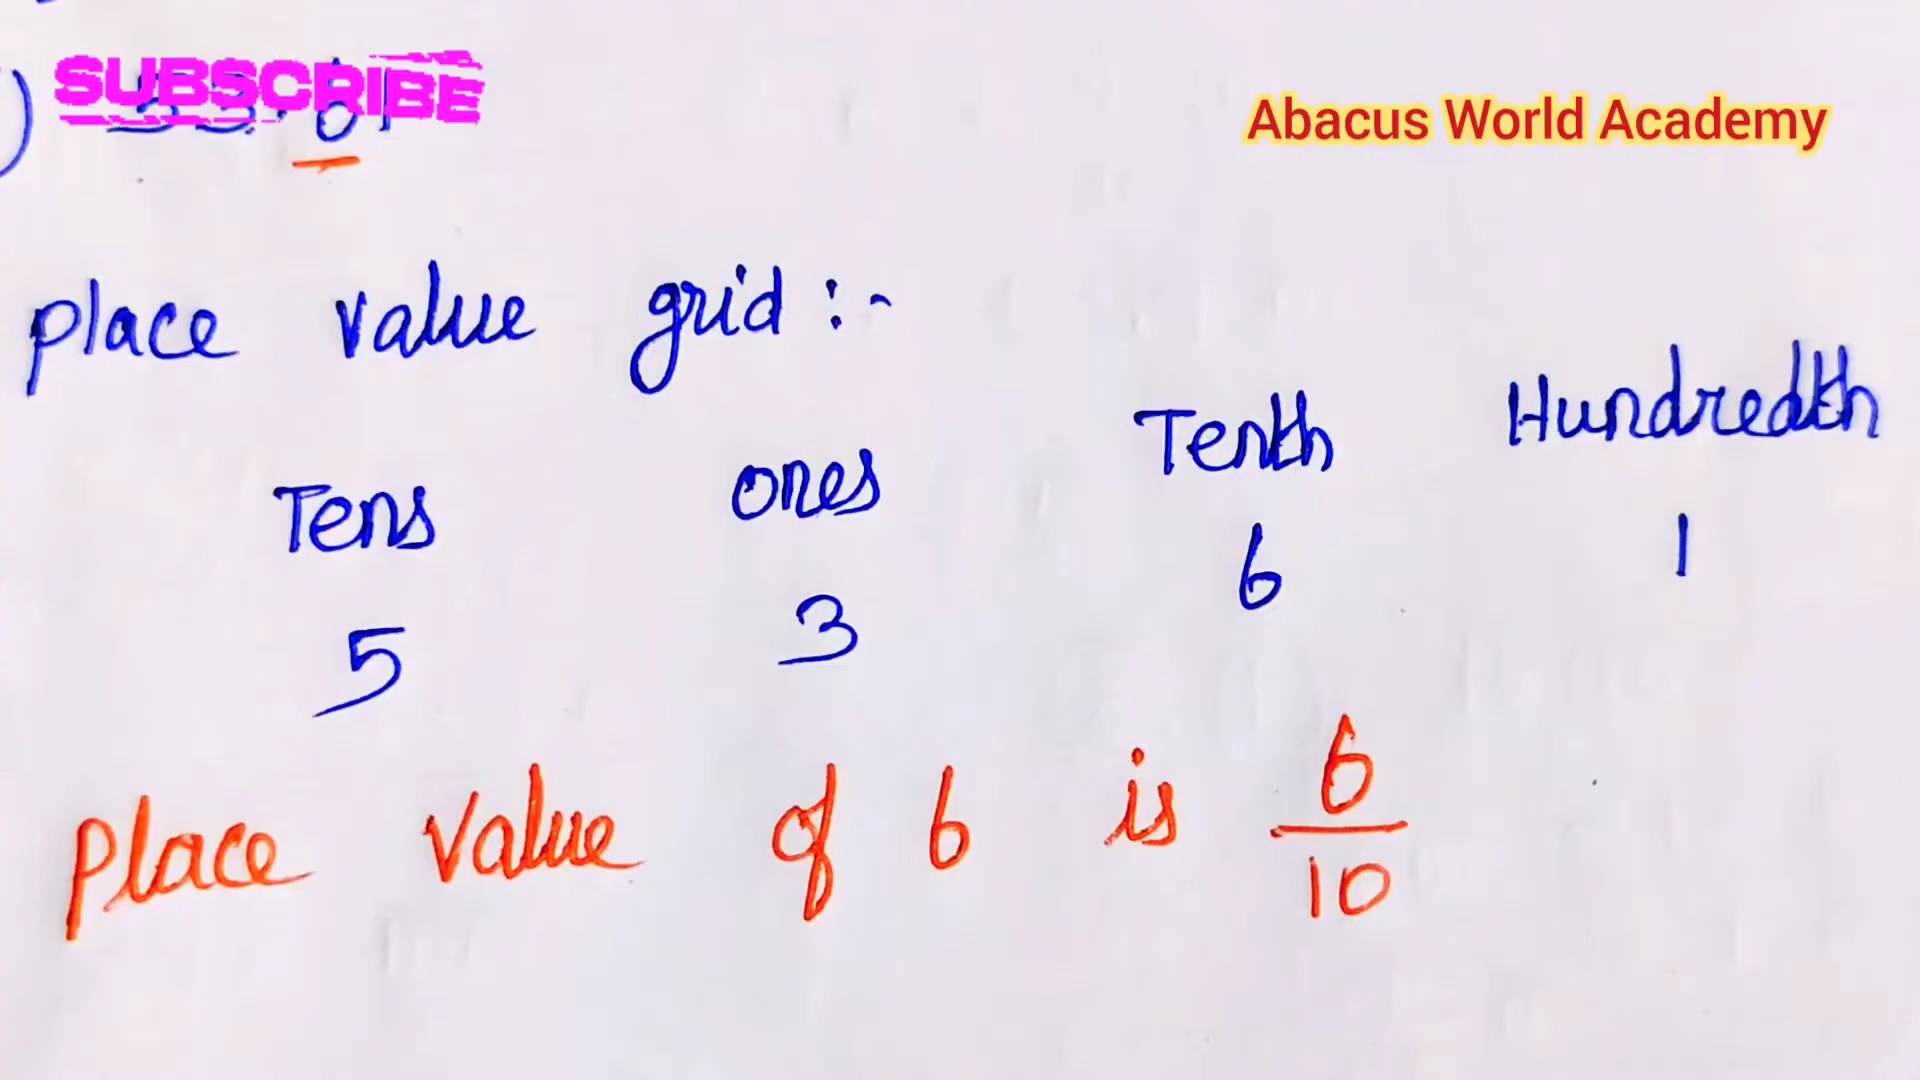 SUBSCRIBE
Abacus World Academy
place value grid :-
Tens ones Tenth Hundredth
5 3 6 1
Place value of 6 is 6/10